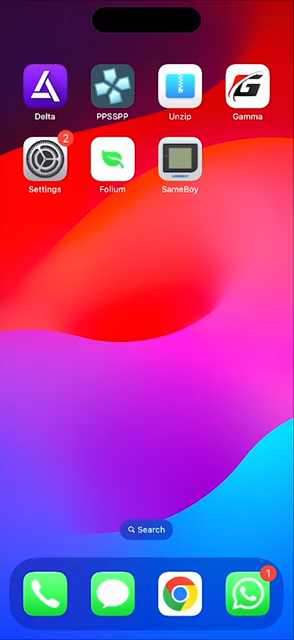 Delta
PPSSPP
Unzip
Gamma
2
Settings
Folium
SameBoy
Search
1